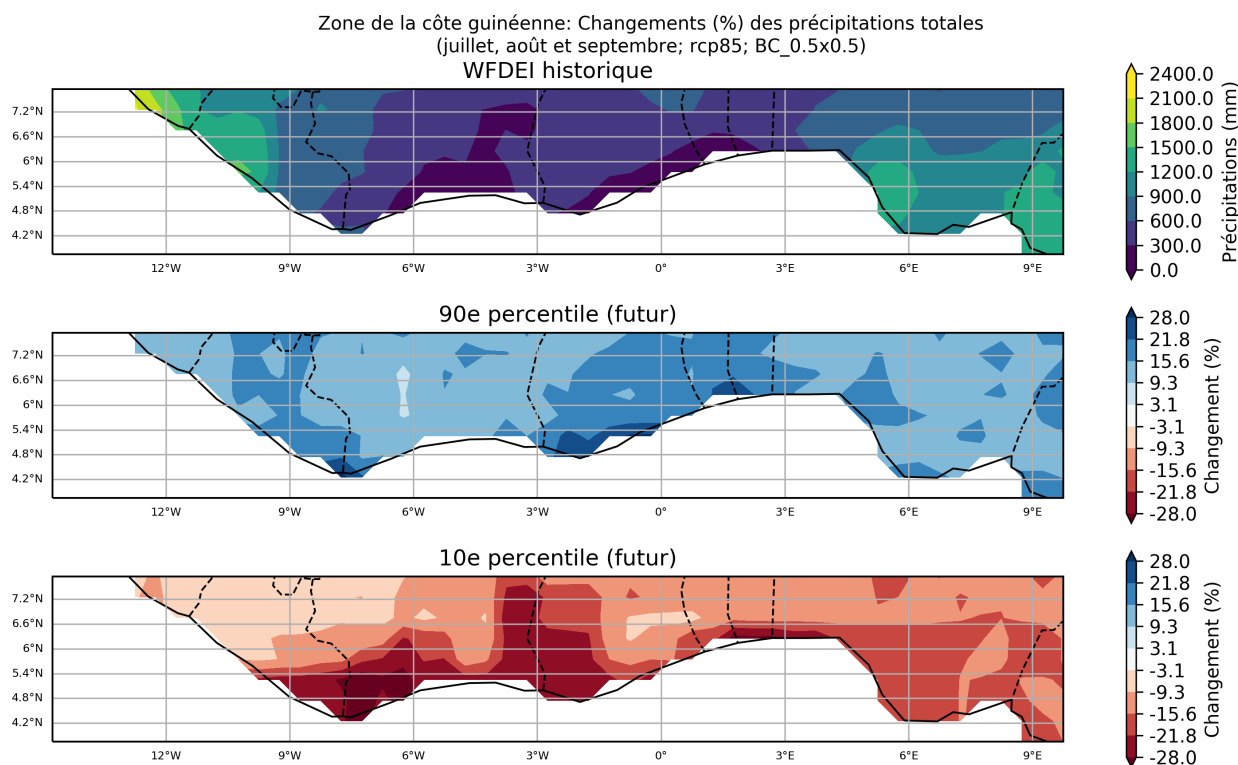 Zone de la côte guinéenne: Changements (%) des précipitations totales
(juillet, août et septembre; rcp85; BC_0.5x0.5)
WFDEI historique
7.2°N
6.6°N
6°N
5.4°N
4.8°N
4.2°N
12°W 9°W 6°W 3°W 0° 3°E 6°E 9°E
2400.0
2100.0
1800.0
1500.0
1200.0
900.0
600.0
300.0
0.0
Précipitations (mm)
90e percentile (futur)
7.2°N
6.6°N
6°N
5.4°N
4.8°N
4.2°N
12°W 9°W 6°W 3°W 0° 3°E 6°E 9°E
28.0
21.8
15.6
9.3
3.1
-3.1
-9.3
-15.6
-21.8
-28.0
Changement (%)
10e percentile (futur)
7.2°N
6.6°N
6°N
5.4°N
4.8°N
4.2°N
12°W 9°W 6°W 3°W 0° 3°E 6°E 9°E
28.0
21.8
15.6
9.3
3.1
-3.1
-9.3
-15.6
-21.8
-28.0
Changement (%)